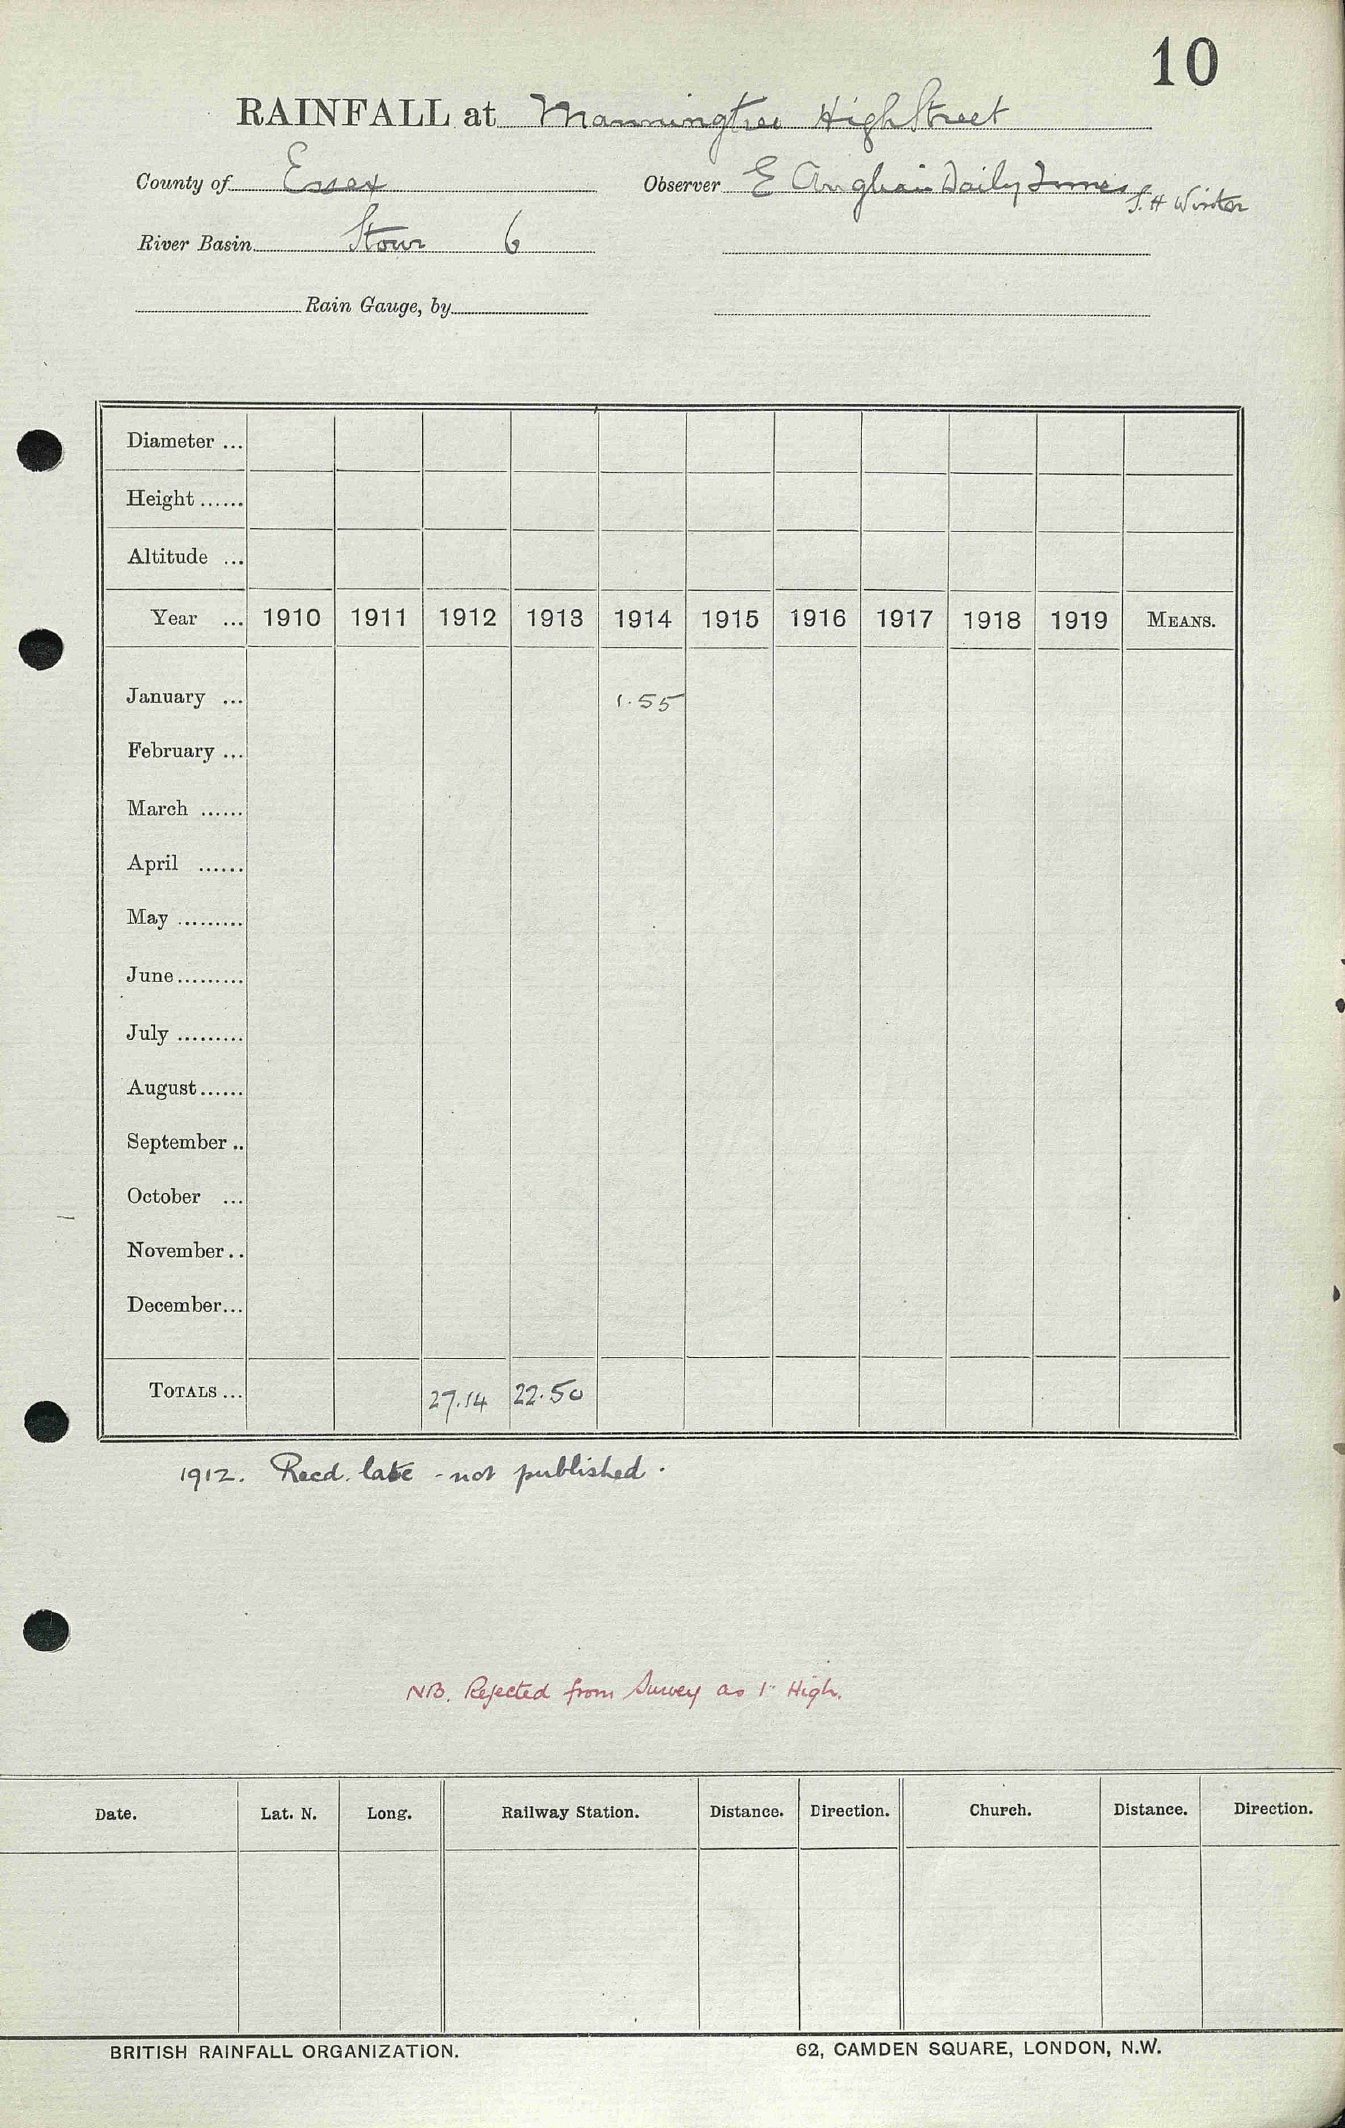 10
RAINFALL at Manningtree High Street
County of Essex Observer E Anglian Daily Times
S.H Winter
River Basin Stour 6
Rain Gauge, by
Diameter ...
Height ......
Altitude ...
Year ... 1910 1911 1912 1913 1914 1915 1916 1917 1918 1919 MEANS.
January ... 1.55
February ...
March ......
April ......
May .........
June .........
July .........
August ......
September ..
October ...
November ..
December ...
TOTALS ... 27.14 22.50
1912. Recd. late - not published.
NB. Rejected from Survey as 1" High.
Date. Lat. N. Long. Railway Station. Distance. Direction. Church. Distance. Direction.
BRITISH RAINFALL ORGANIZATION. 62, CAMDEN SQUARE, LONDON, N.W.